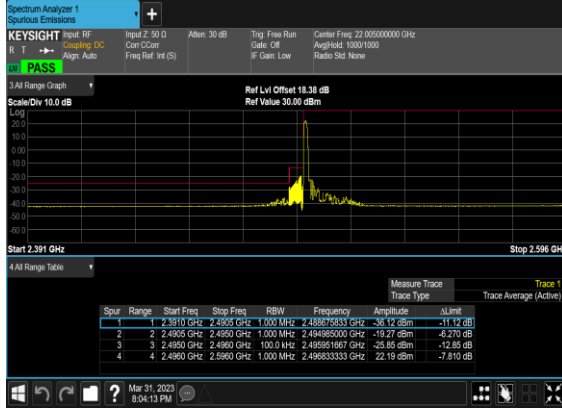 Spectrum Analyzer 1
Spurious Emissions
+
KEYSIGHT Input: RF Input Z: 50 Ω Atten: 30 dB Trig: Free Run Center Freq: 22.005000000 GHz
R T Coupling: DC Corr CCorr Gate: Off Avg|Hold: 1000/1000
Align: Auto Freq Ref: Int (S) IF Gain: Low Radio Std: None
PASS
3 All Range Graph
Ref Lvl Offset 18.38 dB
Scale/Div 10.0 dB Ref Value 30.00 dBm
Log
20.0
10.0
0.00
-10.0
-20.0
-30.0
-40.0
-50.0
-60.0
Start 2.391 GHz Stop 2.596 GH
4 All Range Table
Measure Trace Trace 1
Trace Type Trace Average (Active)
Spur Range Start Freq Stop Freq RBW Frequency Amplitude ΔLimit
1 1 2.3910 GHz 2.4905 GHz 1.000 MHz 2.488675833 GHz -36.12 dBm -11.12 dB
2 2 2.4905 GHz 2.4950 GHz 1.000 MHz 2.494985000 GHz -19.27 dBm -6.270 dB
3 3 2.4950 GHz 2.4960 GHz 100.0 kHz 2.495951667 GHz -25.85 dBm -12.85 dB
4 4 2.4960 GHz 2.5960 GHz 1.000 MHz 2.496833333 GHz 22.19 dBm -7.810 dB
? Mar 31, 2023
8:04:13 PM